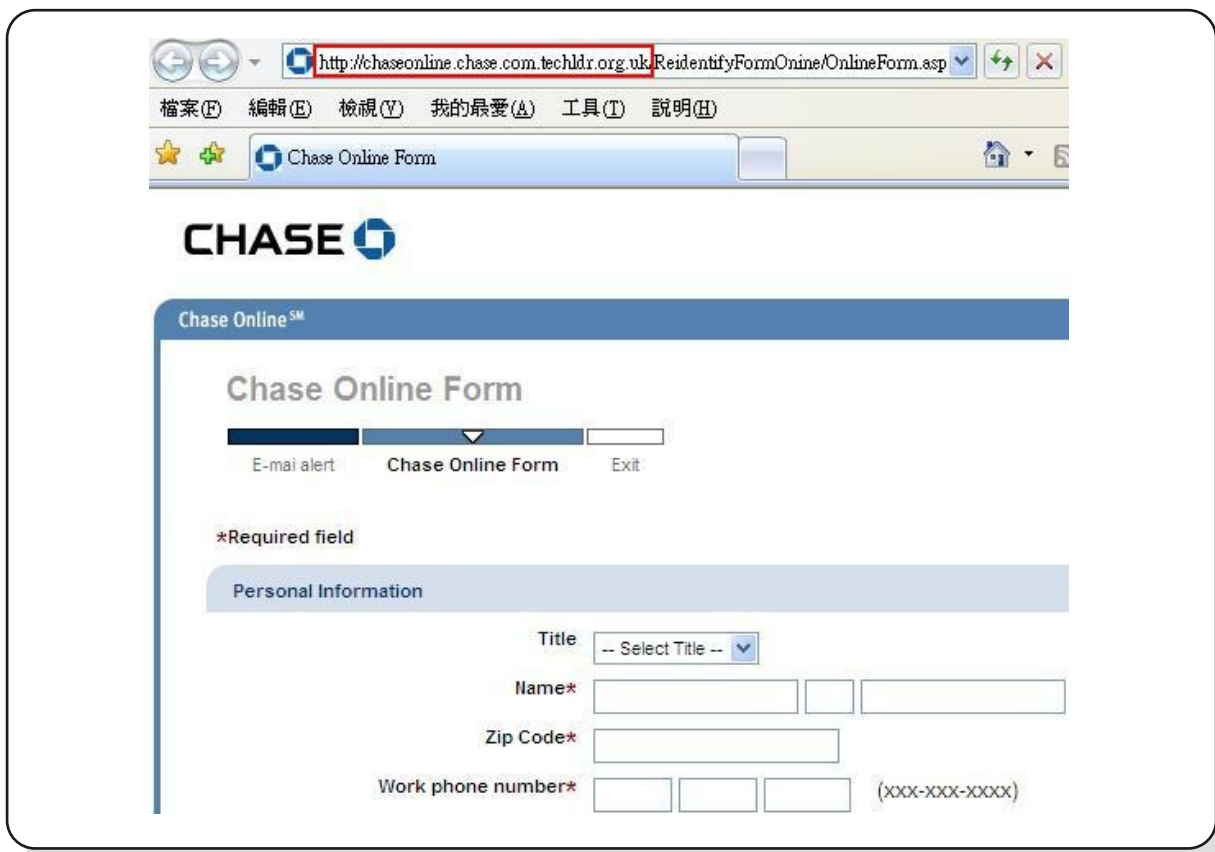 http://chaseonline.chase.com.techldr.org.uk/ReidentifyFormOnine/OnlineForm.asp
檔案(F) 編輯(E) 檢視(V) 我的最愛(A) 工具(T) 說明(H)
Chase Online Form
CHASE
Chase Online℠
Chase Online Form
E-mai alert Chase Online Form Exit
*Required field
Personal Information
Title -- Select Title --
Name*
Zip Code*
Work phone number* (xxx-xxx-xxxx)